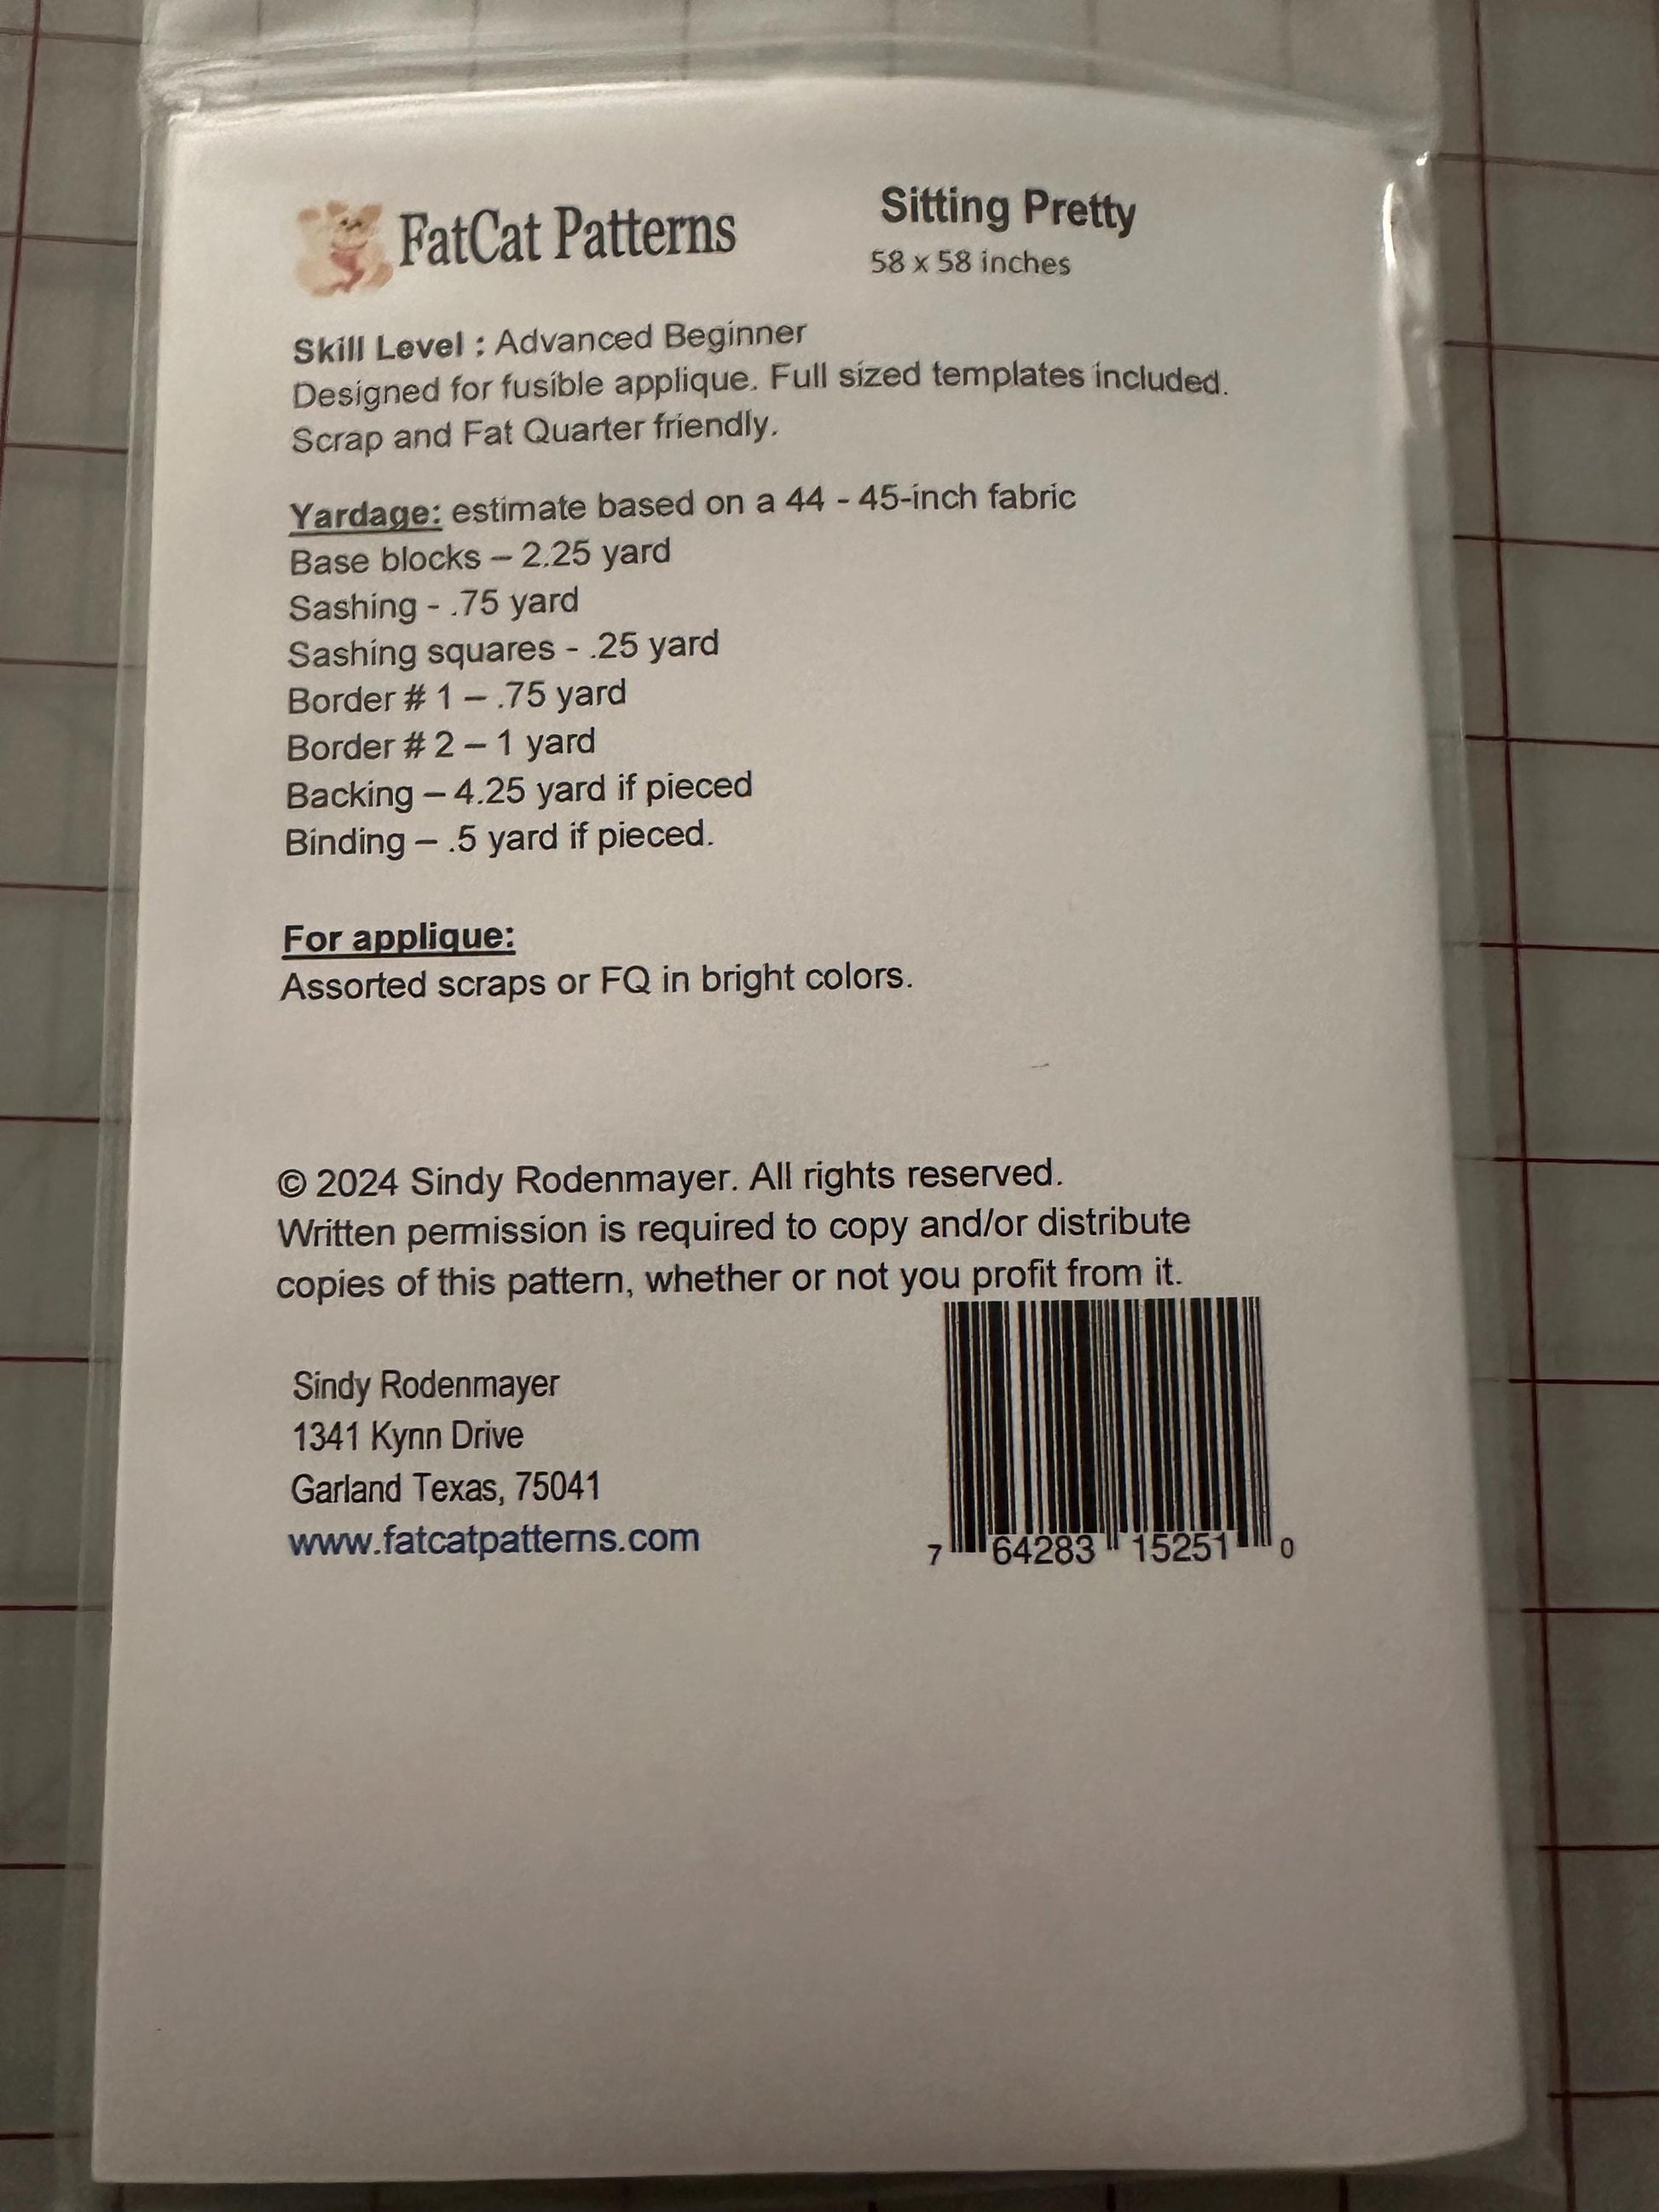 FatCat Patterns
Sitting Pretty
58 x 58 inches
Skill Level : Advanced Beginner
Designed for fusible applique. Full sized templates included.
Scrap and Fat Quarter friendly.
Yardage: estimate based on a 44 - 45-inch fabric
Base blocks – 2.25 yard
Sashing - .75 yard
Sashing squares - .25 yard
Border # 1 – .75 yard
Border # 2 – 1 yard
Backing – 4.25 yard if pieced
Binding – .5 yard if pieced.
For applique:
Assorted scraps or FQ in bright colors.
© 2024 Sindy Rodenmayer. All rights reserved.
Written permission is required to copy and/or distribute
copies of this pattern, whether or not you profit from it.
Sindy Rodenmayer
1341 Kynn Drive
Garland Texas, 75041
www.fatcatpatterns.com
7 64283 15251 0